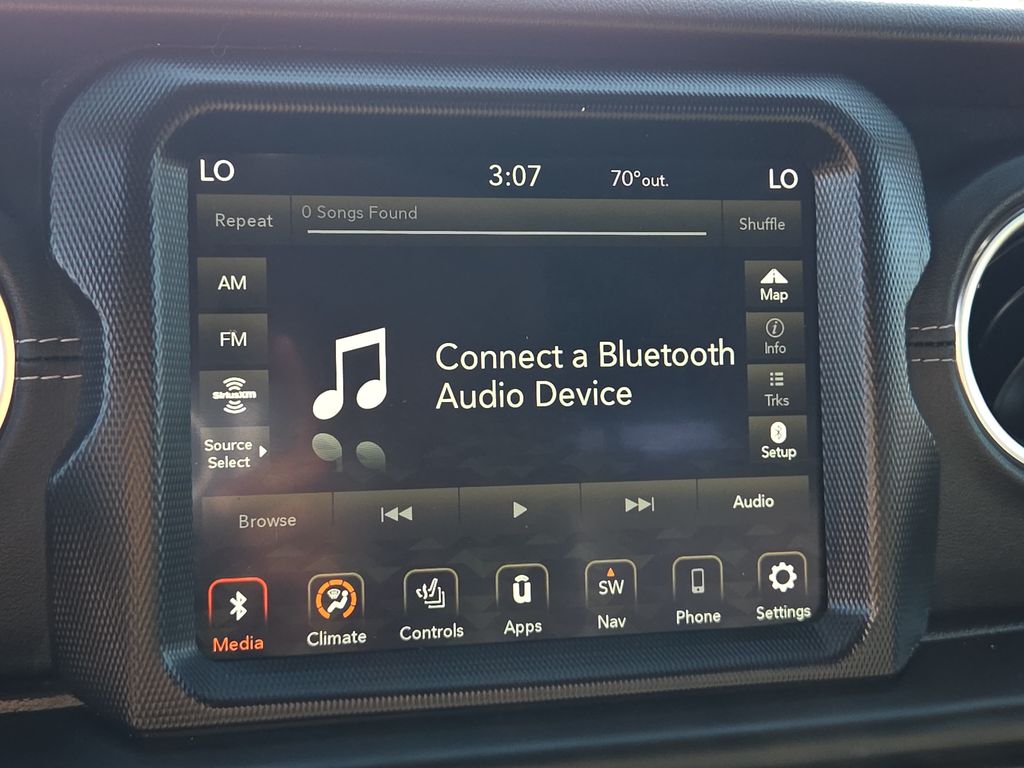 LO 3:07 70°out. LO
Repeat 0 Songs Found Shuffle
AM
FM
SiriusXM
Source
Select
Connect a Bluetooth
Audio Device
Map
Info
Trks
Setup
Browse Audio
Media Climate Controls Apps SW Nav Phone Settings